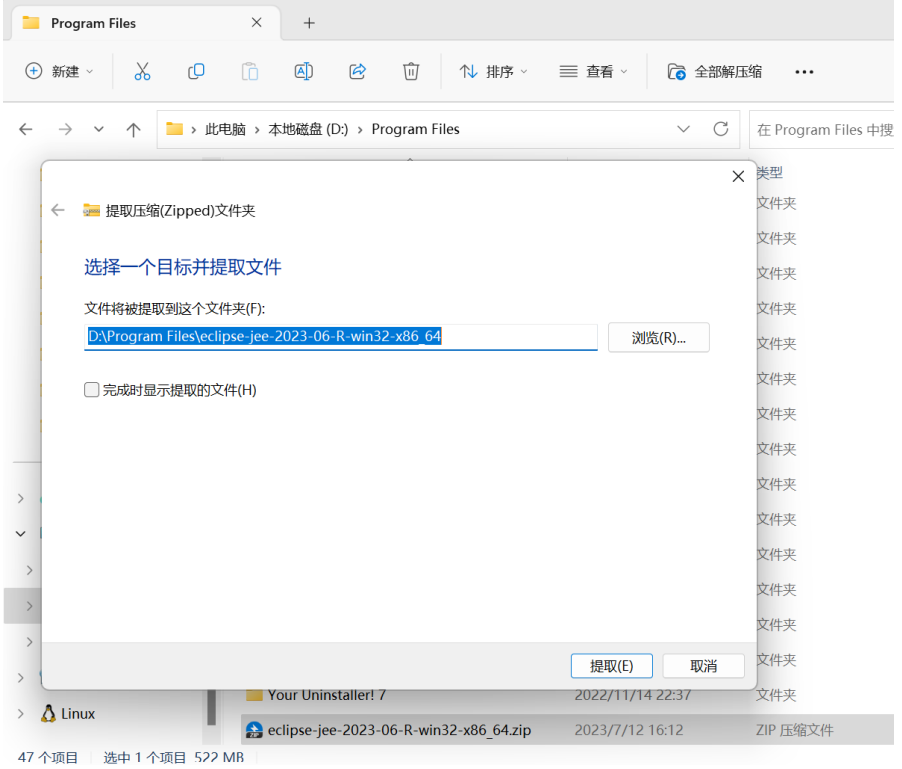 Program Files
新建
排序
查看
全部解压缩
此电脑 > 本地磁盘 (D:) > Program Files
在 Program Files 中搜
类型
文件夹
提取压缩(Zipped)文件夹
文件夹
文件夹
选择一个目标并提取文件
文件夹
文件将被提取到这个文件夹(F):
D:\Program Files\eclipse-jee-2023-06-R-win32-x86_64
浏览(R)...
文件夹
文件夹
完成时显示提取的文件(H)
文件夹
文件夹
文件夹
文件夹
文件夹
文件夹
文件夹
提取(E)
取消
文件夹
Your Uninstaller! 7 2022/11/14 22:37 文件夹
Linux
eclipse-jee-2023-06-R-win32-x86_64.zip 2023/7/12 16:12 ZIP 压缩文件
47 个项目 选中 1 个项目 522 MB